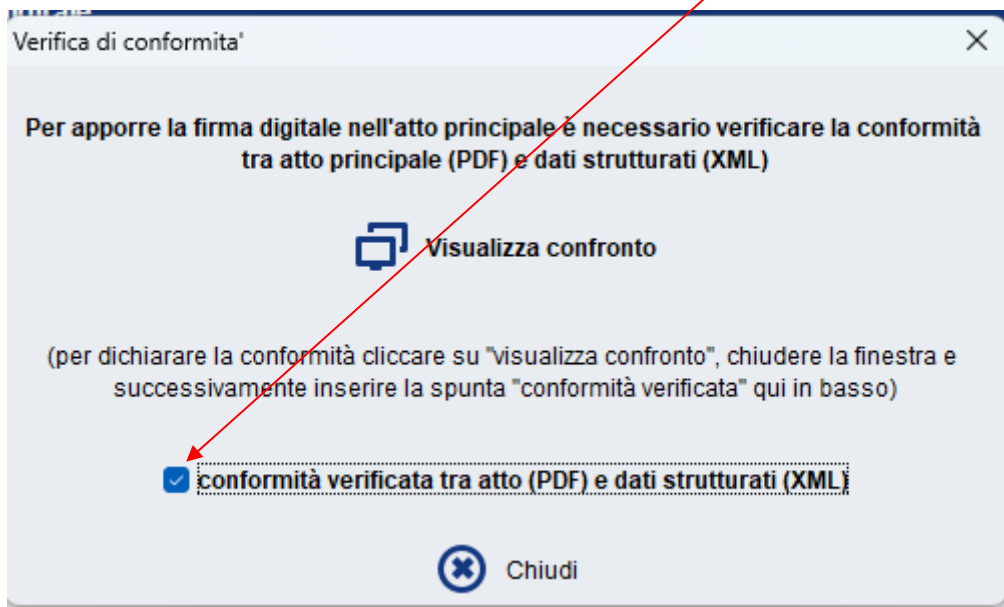 Verifica di conformita'
Per apporre la firma digitale nell'atto principale è necessario verificare la conformità
tra atto principale (PDF) e dati strutturati (XML)
Visualizza confronto
(per dichiarare la conformità cliccare su "visualizza confronto", chiudere la finestra e
successivamente inserire la spunta "conformità verificata" qui in basso)
conformità verificata tra atto (PDF) e dati strutturati (XML)
Chiudi